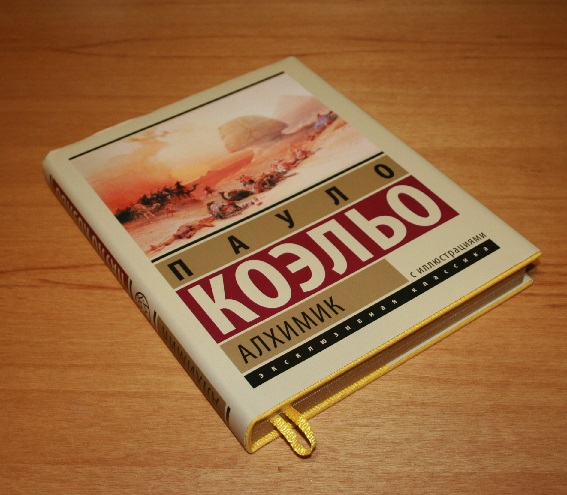 ПАУЛО
КОЭЛЬО
АЛХИМИК
с иллюстрациями
эксклюзивная классика